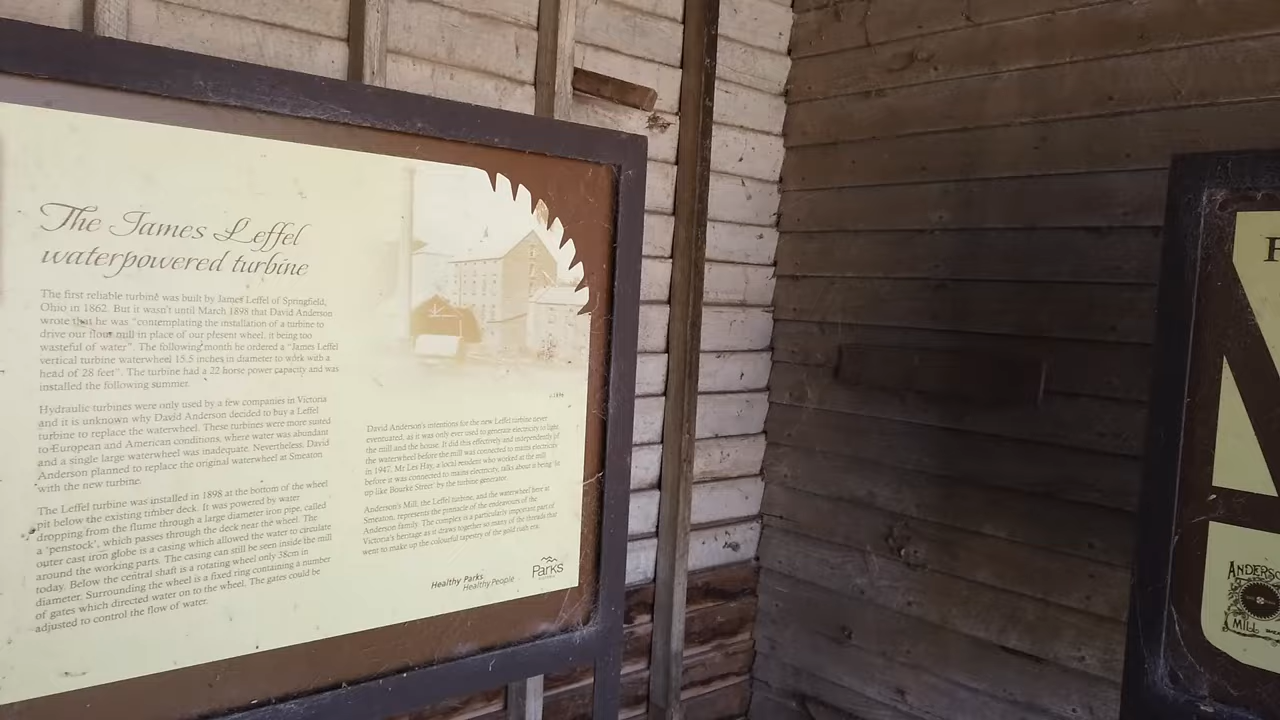 The James Leffel
waterpowered turbine
The first reliable turbine was built by James Leffel of Springfield,
Ohio in 1862. But it wasn't until March 1898 that David Anderson
wrote that he was "contemplating the installation of a turbine to
drive our flour mill in place of our present wheel, it being too
wasteful of water". The following month he ordered a "James Leffel
vertical turbine waterwheel 15.5 inches in diameter to work with a
head of 28 feet". The turbine had a 22 horse power capacity and was
installed the following summer.
Hydraulic turbines were only used by a few companies in Victoria
and it is unknown why David Anderson decided to buy a Leffel
turbine to replace the waterwheel. These turbines were more suited
to European and American conditions, where water was abundant
and a single large waterwheel was inadequate. Nevertheless, David
Anderson planned to replace the original waterwheel at Smeaton
with the new turbine.
The Leffel turbine was installed in 1898 at the bottom of the wheel
pit below the existing timber deck. It was powered by water
dropping from the flume through a large diameter iron pipe, called
a 'penstock', which passes through the deck near the wheel. The
outer cast iron globe is a casing which allowed the water to circulate
around the working parts. The casing can still be seen inside the mill
today. Below the central shaft is a rotating wheel only 38cm in
diameter. Surrounding the wheel is a fixed ring containing a number
of gates which directed water on to the wheel. The gates could be
adjusted to control the flow of water.
David Anderson's intentions for the new Leffel turbine never
eventuated, as it was only ever used to generate electricity to light
the mill and the house. It did this effectively and independently of
the waterwheel before the mill was connected to mains electricity
in 1947. Mr Les Hay, a local resident who worked at the mill
before it was connected to mains electricity, talks about it being 'lit
up like Bourke Street' by the turbine generator.
Anderson's Mill, the Leffel turbine, and the waterwheel here at
Smeaton, represents the pinnacle of the endeavours of the
Anderson family. The complex is a particularly important part of
Victoria's heritage as it draws together so many of the threads that
went to make up the colourful tapestry of the gold rush era.
Healthy Parks
Healthy People
Parks
VICTORIA
ANDERSO
MILL